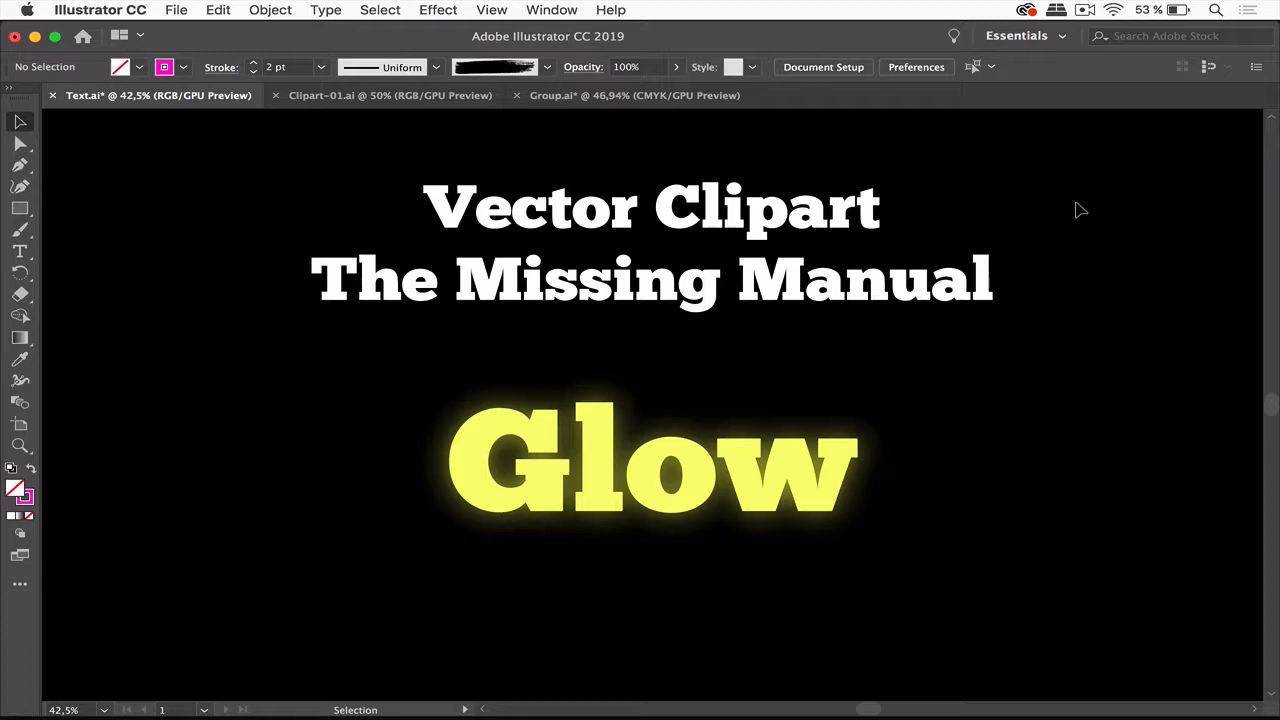 Illustrator CC File Edit Object Type Select Effect View Window Help 53 %
Adobe Illustrator CC 2019 Essentials Search Adobe Stock
No Selection Stroke: 2 pt Uniform Opacity: 100% Style: Document Setup Preferences
Text.ai* @ 42,5% (RGB/GPU Preview) Clipart-01.ai @ 50% (RGB/GPU Preview) Group.ai* @ 46,94% (CMYK/GPU Preview)
Vector Clipart
The Missing Manual
Glow
42,5% 1 Selection